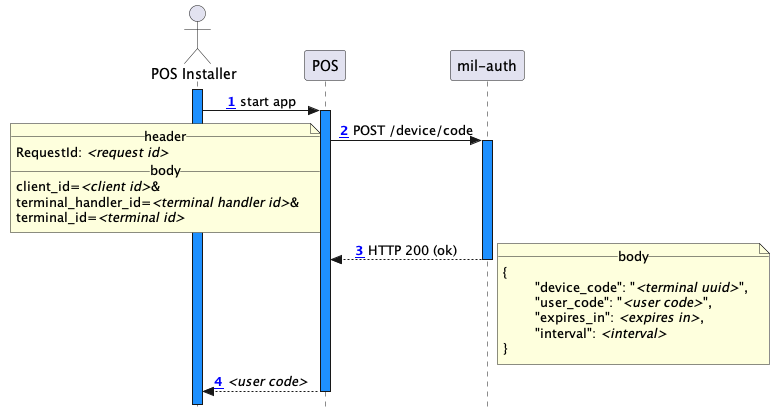 POS Installer
POS
mil-auth
1 start app
2 POST /device/code
header
RequestId: <request id>
body
client_id=<client id>&
terminal_handler_id=<terminal handler id>&
terminal_id=<terminal id>
3 HTTP 200 (ok)
body
{
"device_code": "<terminal uuid>",
"user_code": "<user code>",
"expires_in": <expires in>,
"interval": <interval>
}
4 <user code>